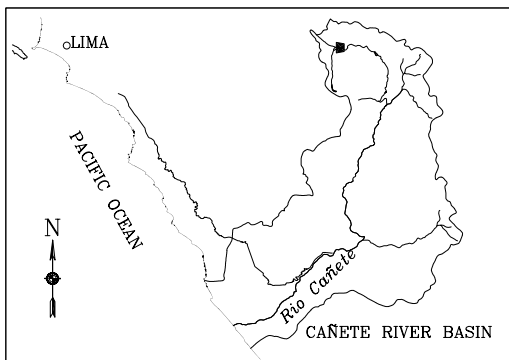 LIMA
PACIFIC OCEAN
N
Rio Cañete
CAÑETE RIVER BASIN